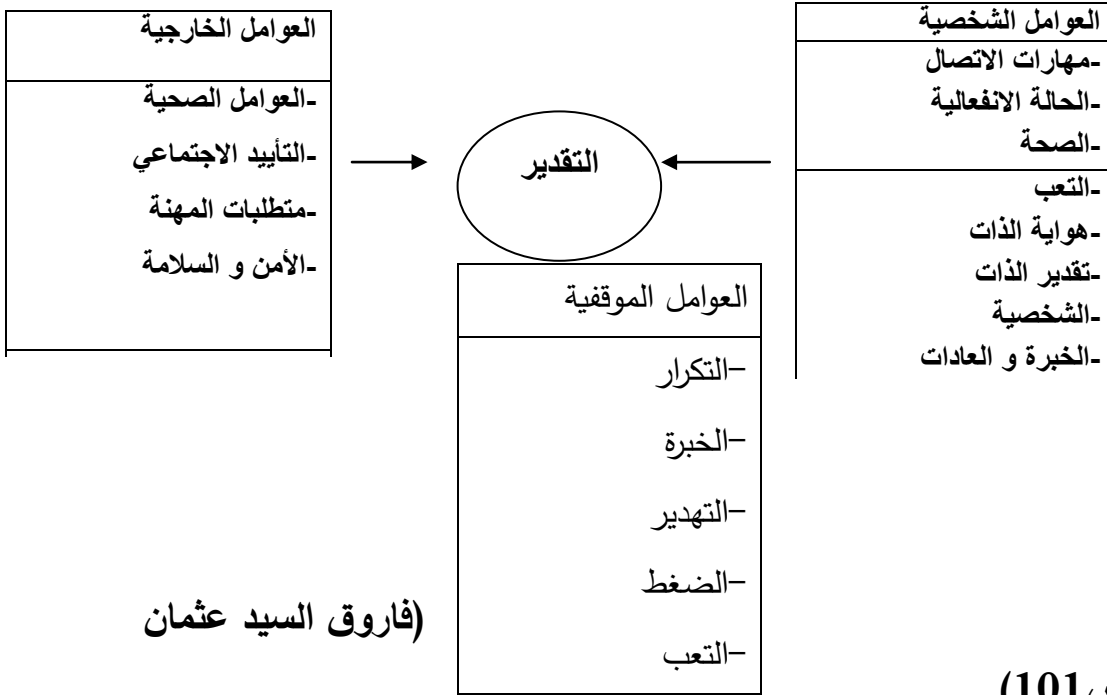 العوامل الشخصية
-مهارات الاتصال
-الحالة الانفعالية
-الصحة
-التعب
-هواية الذات
-تقدير الذات
-الشخصية
-الخبرة و العادات
التقدير
العوامل الخارجية
-العوامل الصحية
-التأييد الاجتماعي
-متطلبات المهنة
-الأمن و السلامة
العوامل الموقفية
-التكرار
-الخبرة
-التهدير
-الضغط
-التعب
(فاروق السيد عثمان
101)